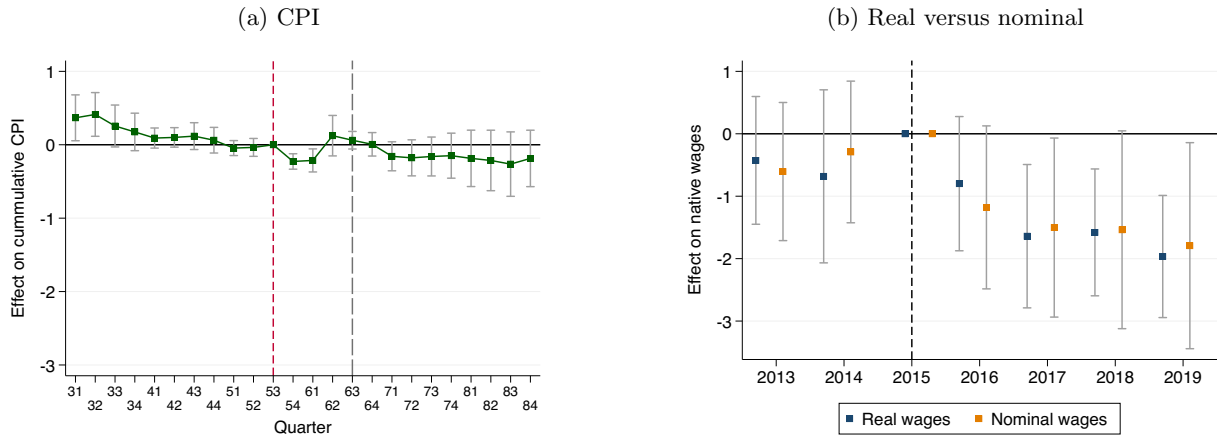 (a) CPI
Effect on cummulative CPI
1
0
-1
-2
-3
31 33 41 43 51 53 61 63 71 73 81 83
32 34 42 44 52 54 62 64 72 74 82 84
Quarter
(b) Real versus nominal
Effect on native wages
1
0
-1
-2
-3
2013 2014 2015 2016 2017 2018 2019
Real wages Nominal wages